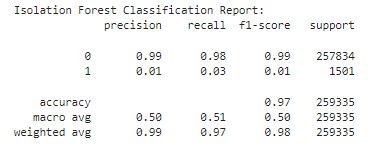 Isolation Forest Classification Report:
precision recall f1-score support
0 0.99 0.98 0.99 257834
1 0.01 0.03 0.01 1501
accuracy 0.97 259335
macro avg 0.50 0.51 0.50 259335
weighted avg 0.99 0.97 0.98 259335